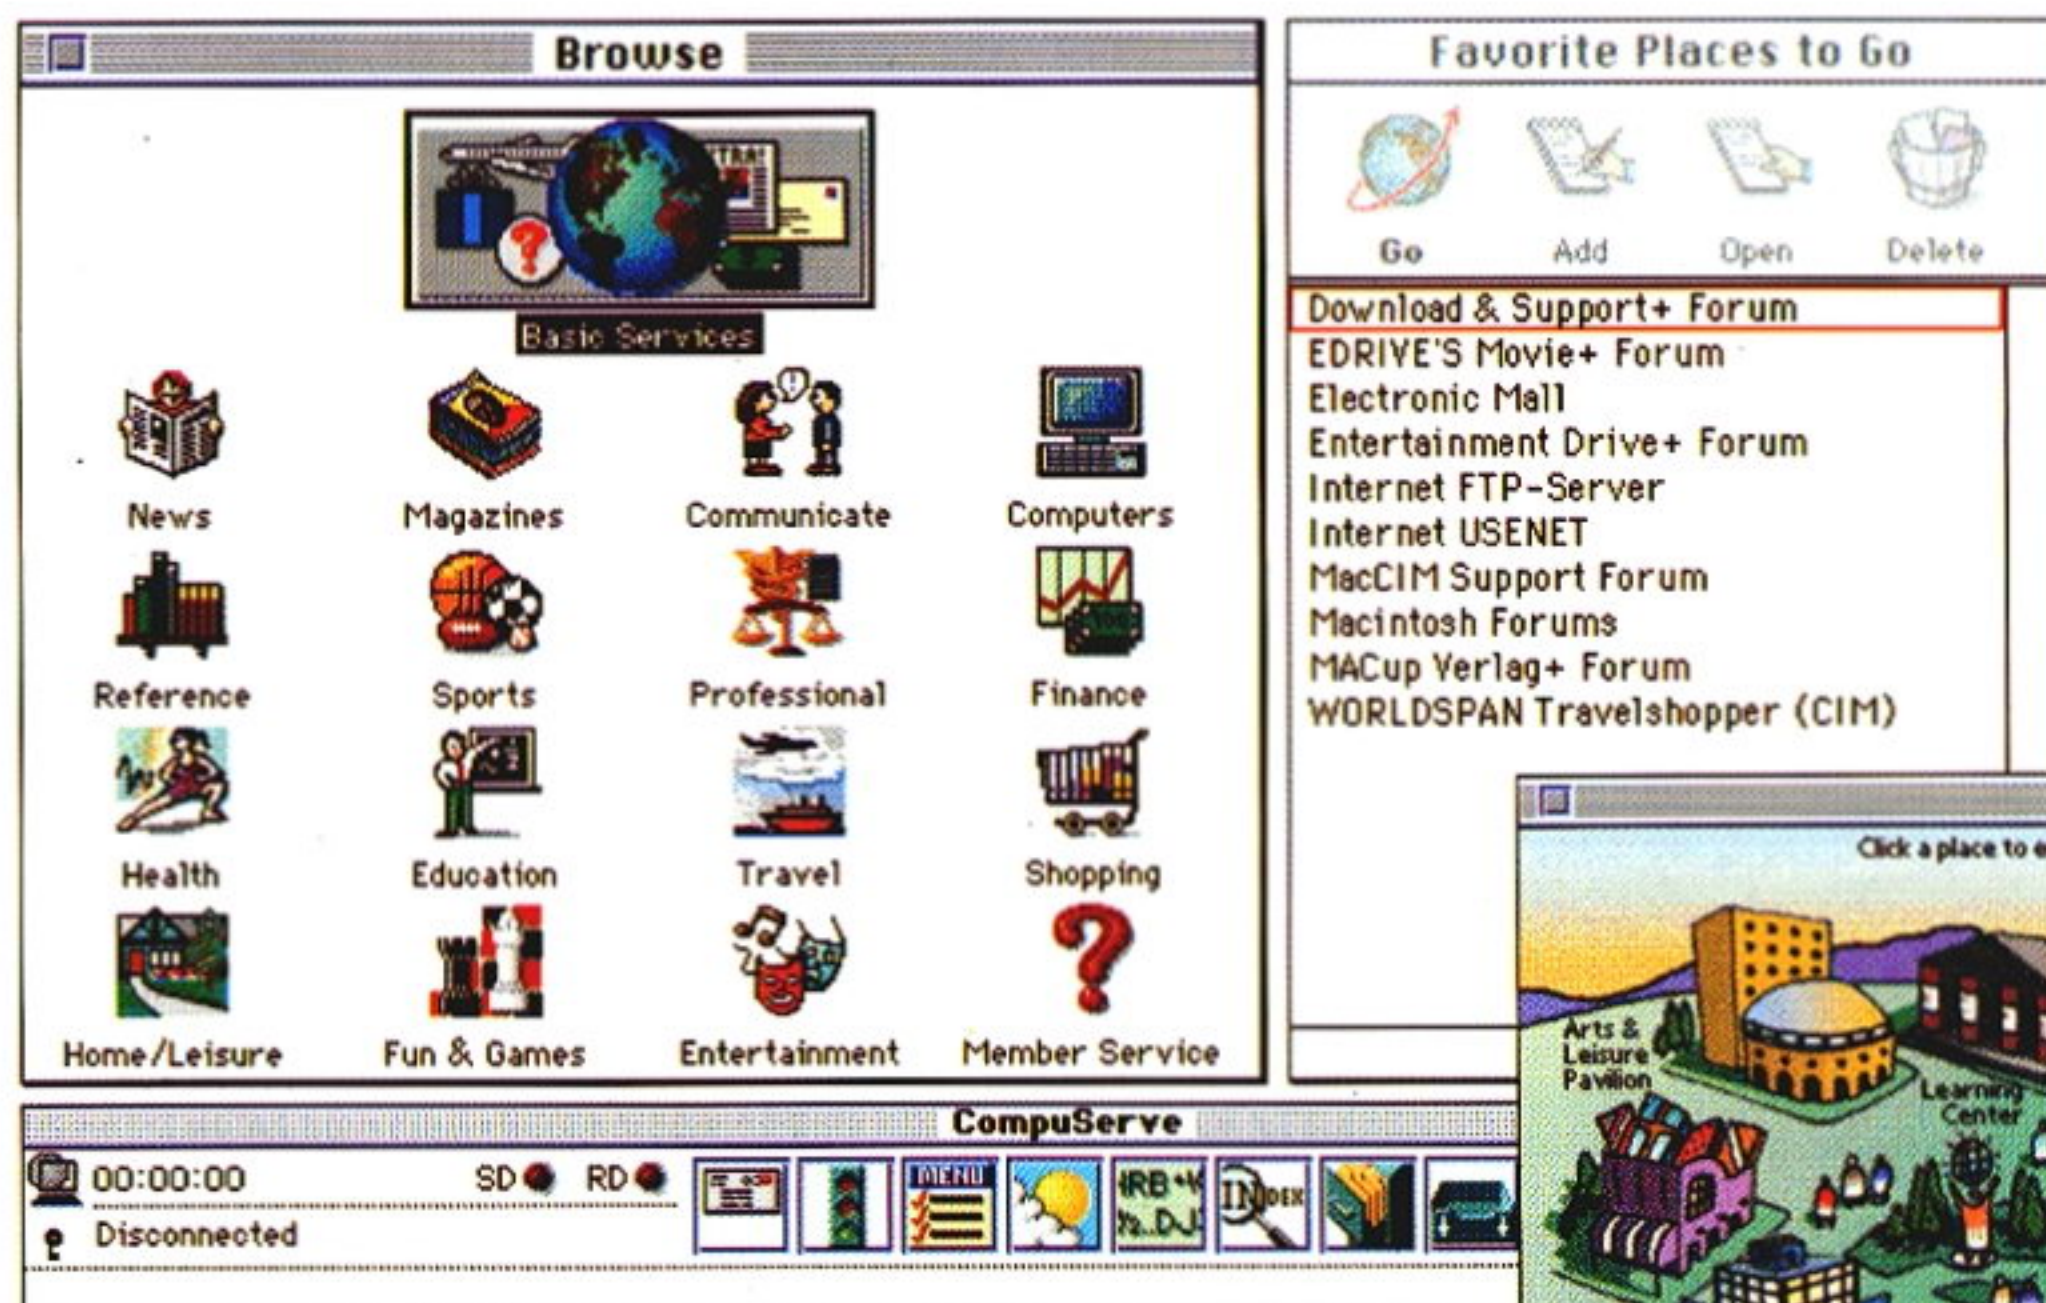 Browse
Basic Services
News
Magazines
Communicate
Computers
Reference
Sports
Professional
Finance
Health
Education
Travel
Shopping
Home/Leisure
Fun & Games
Entertainment
Member Service
Favorite Places to Go
Go
Add
Open
Delete
Download & Support+ Forum
EDRIVE'S Movie+ Forum
Electronic Mall
Entertainment Drive+ Forum
Internet FTP-Server
Internet USENET
MacCIM Support Forum
Macintosh Forums
MACup Verlag+ Forum
WORLDSPAN Travelshopper (CIM)
Click a place to e
Arts &
Leisure
Pavilion
Learning
Center
CompuServe
00:00:00
SD
RD
Disconnected
MENU
INDEX